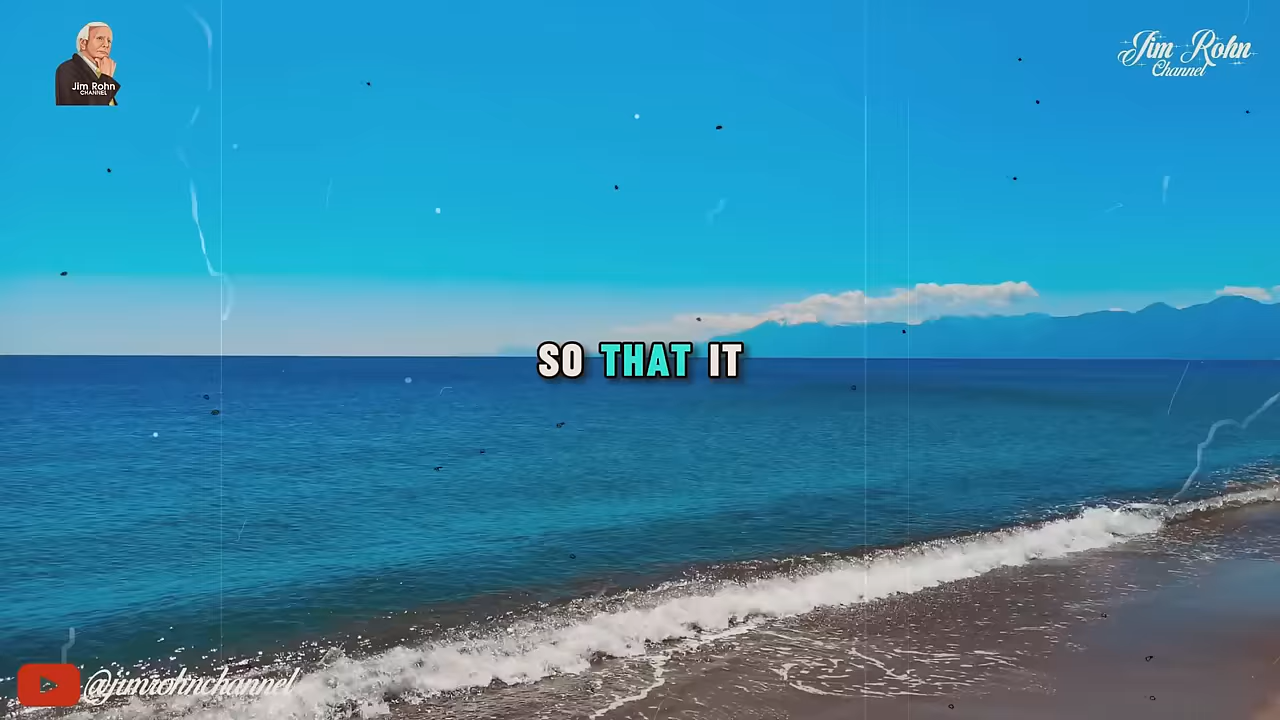 Jim Rohn
CHANNEL
Jim Rohn
Channel
SO THAT IT
@jimrohnchannel